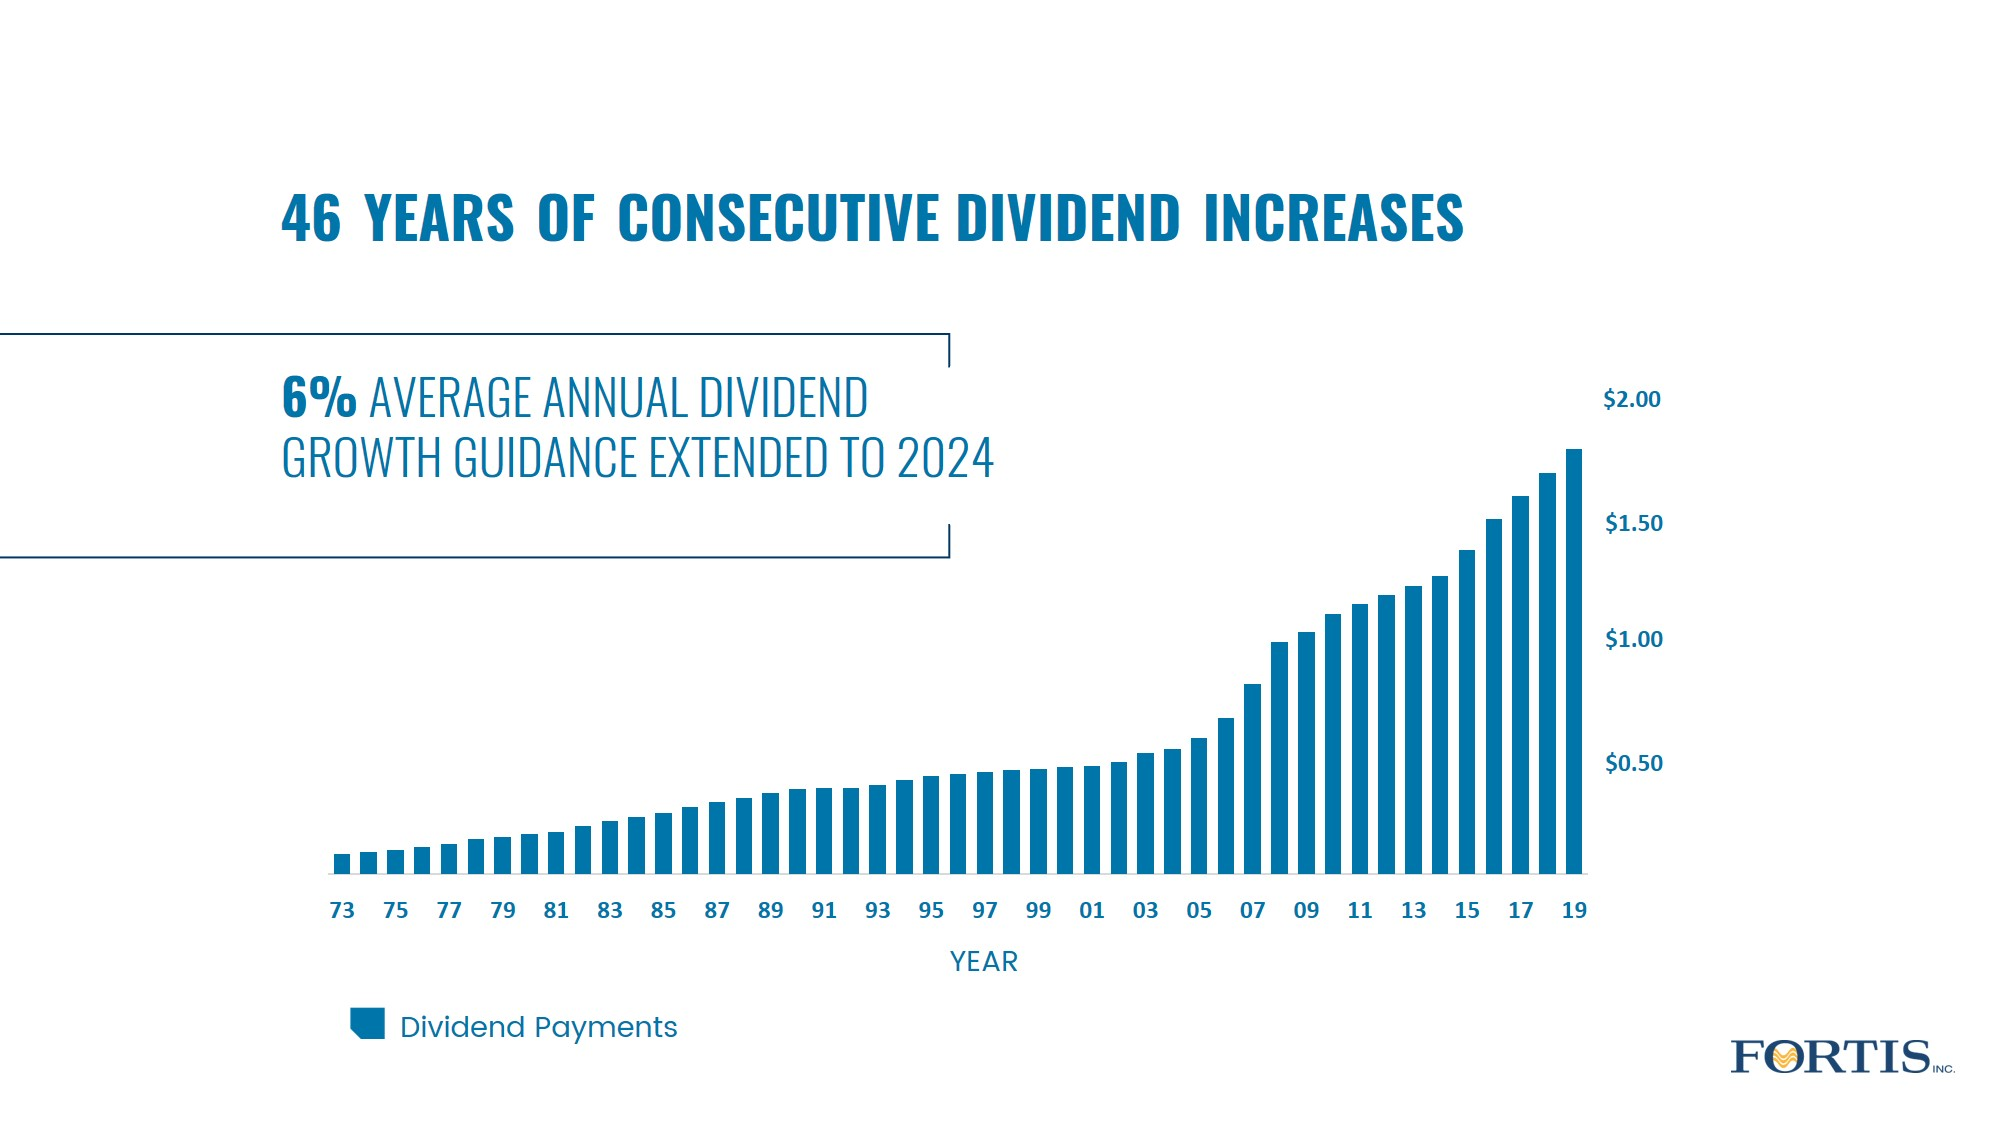 46 YEARS OF CONSECUTIVE DIVIDEND INCREASES
6% AVERAGE ANNUAL DIVIDEND
GROWTH GUIDANCE EXTENDED TO 2024
$2.00
$1.50
$1.00
$0.50
73 75 77 79 81 83 85 87 89 91 93 95 97 99 01 03 05 07 09 11 13 15 17 19
YEAR
Dividend Payments
FORTIS INC.